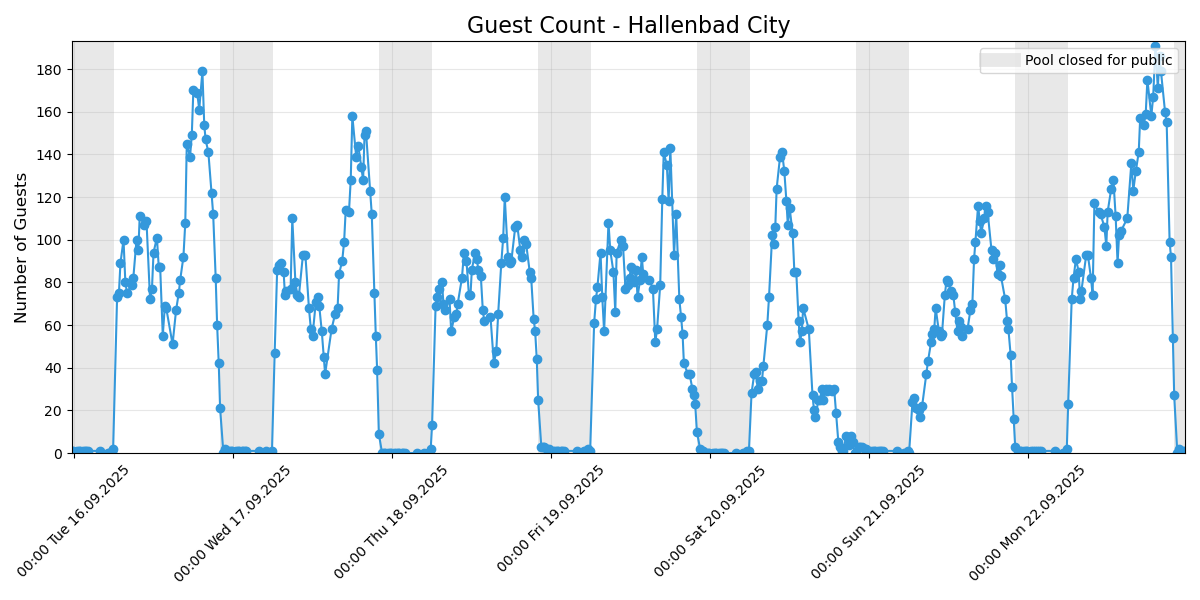 Guest Count - Hallenbad City
Pool closed for public
Number of Guests
180
160
140
120
100
80
60
40
20
0
00:00 Tue 16.09.2025
00:00 Wed 17.09.2025
00:00 Thu 18.09.2025
00:00 Fri 19.09.2025
00:00 Sat 20.09.2025
00:00 Sun 21.09.2025
00:00 Mon 22.09.2025